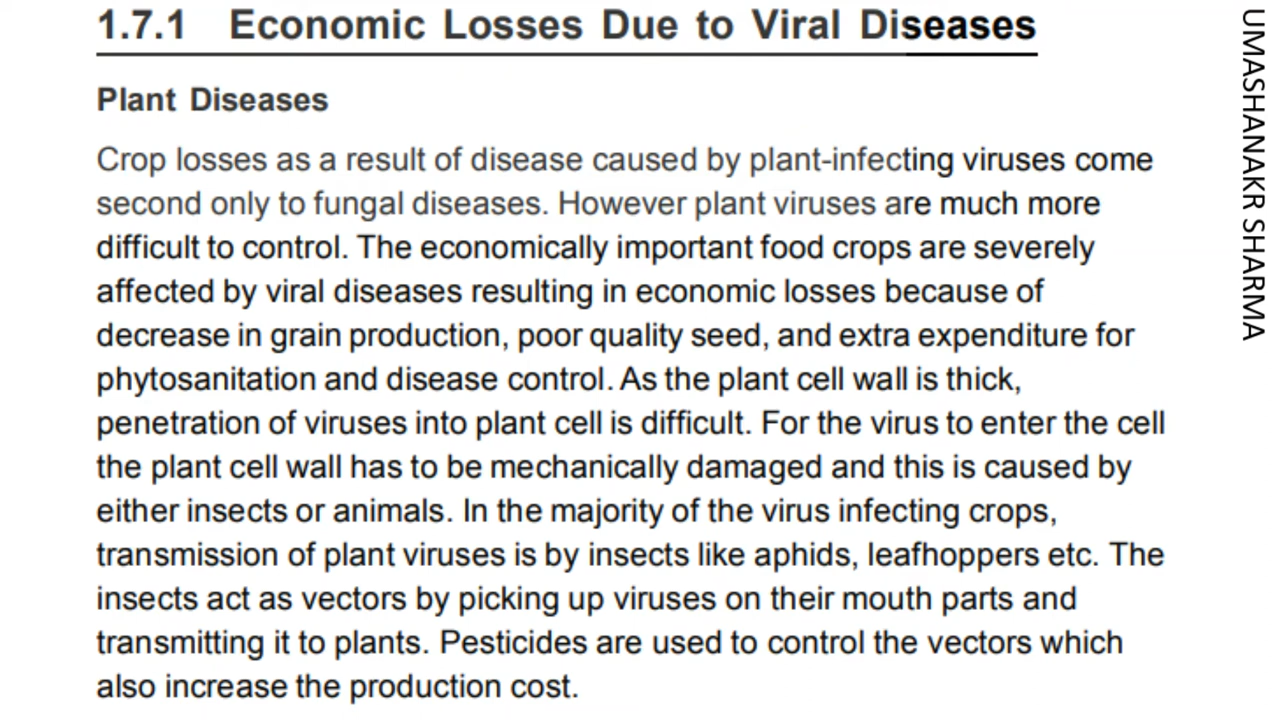 1.7.1 Economic Losses Due to Viral Diseases
Plant Diseases
Crop losses as a result of disease caused by plant-infecting viruses come
second only to fungal diseases. However plant viruses are much more
difficult to control. The economically important food crops are severely
affected by viral diseases resulting in economic losses because of
decrease in grain production, poor quality seed, and extra expenditure for
phytosanitation and disease control. As the plant cell wall is thick,
penetration of viruses into plant cell is difficult. For the virus to enter the cell
the plant cell wall has to be mechanically damaged and this is caused by
either insects or animals. In the majority of the virus infecting crops,
transmission of plant viruses is by insects like aphids, leafhoppers etc. The
insects act as vectors by picking up viruses on their mouth parts and
transmitting it to plants. Pesticides are used to control the vectors which
also increase the production cost.
UMASHANAKR SHARMA